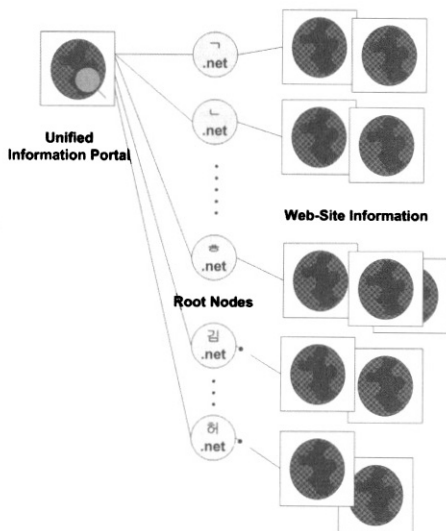 ㄱ
.net
Unified
Information Portal
ㄴ
.net
Web-Site Information
ㅎ
.net
Root Nodes
김
.net
허
.net